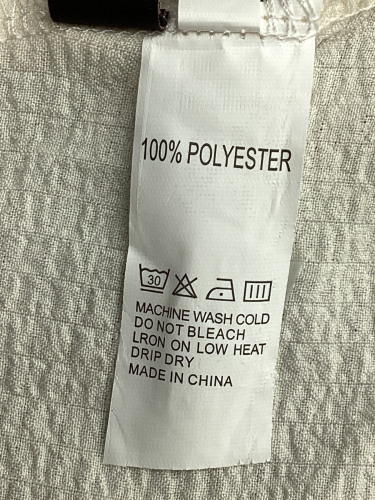 100% POLYESTER
30
MACHINE WASH COLD
DO NOT BLEACH
LRON ON LOW HEAT
DRIP DRY
MADE IN CHINA